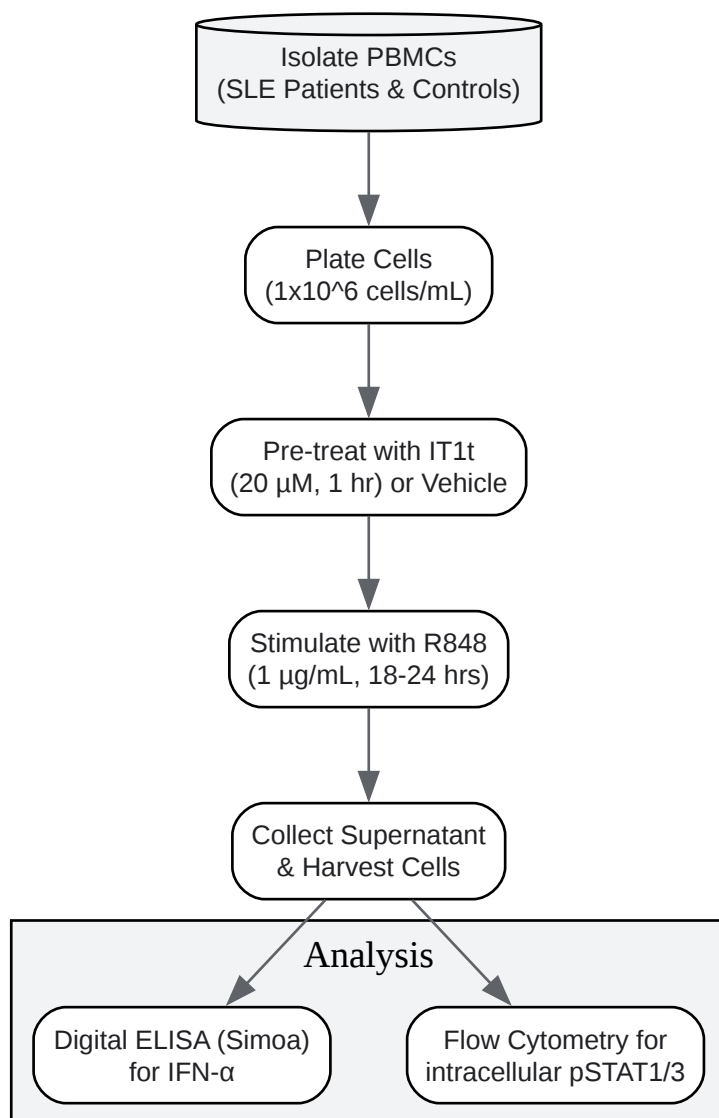 Isolate PBMCs
(SLE Patients & Controls)
Plate Cells
(1x10^6 cells/mL)
Pre-treat with IT1t
(20 µM, 1 hr) or Vehicle
Stimulate with R848
(1 µg/mL, 18-24 hrs)
Collect Supernatant
& Harvest Cells
Analysis
Digital ELISA (Simoa)
for IFN-α
Flow Cytometry for
intracellular pSTAT1/3